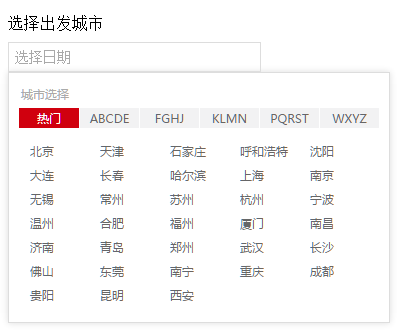 选择出发城市
选择日期
城市选择
热门 ABCDE FGHJ KLMN PQRST WXYZ
北京 天津 石家庄 呼和浩特 沈阳
大连 长春 哈尔滨 上海 南京
无锡 常州 苏州 杭州 宁波
温州 合肥 福州 厦门 南昌
济南 青岛 郑州 武汉 长沙
佛山 东莞 南宁 重庆 成都
贵阳 昆明 西安